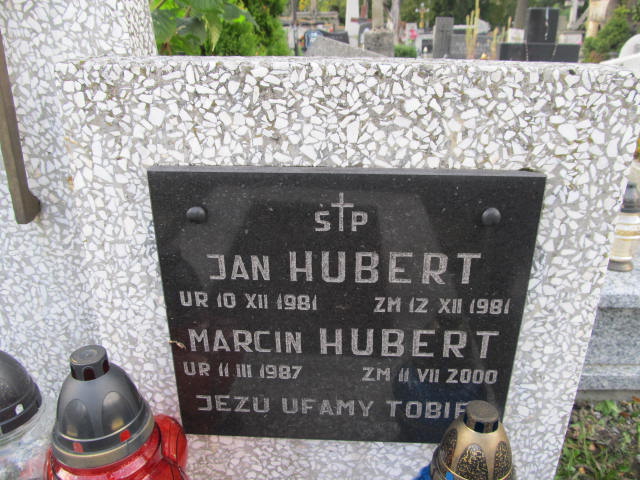 S†P
JAN HUBERT
UR 10 XII 1981 ZM 12 XII 1981
MARCIN HUBERT
UR 11 III 1987 ZM 11 VII 2000
JEZU UFAMY TOBIE